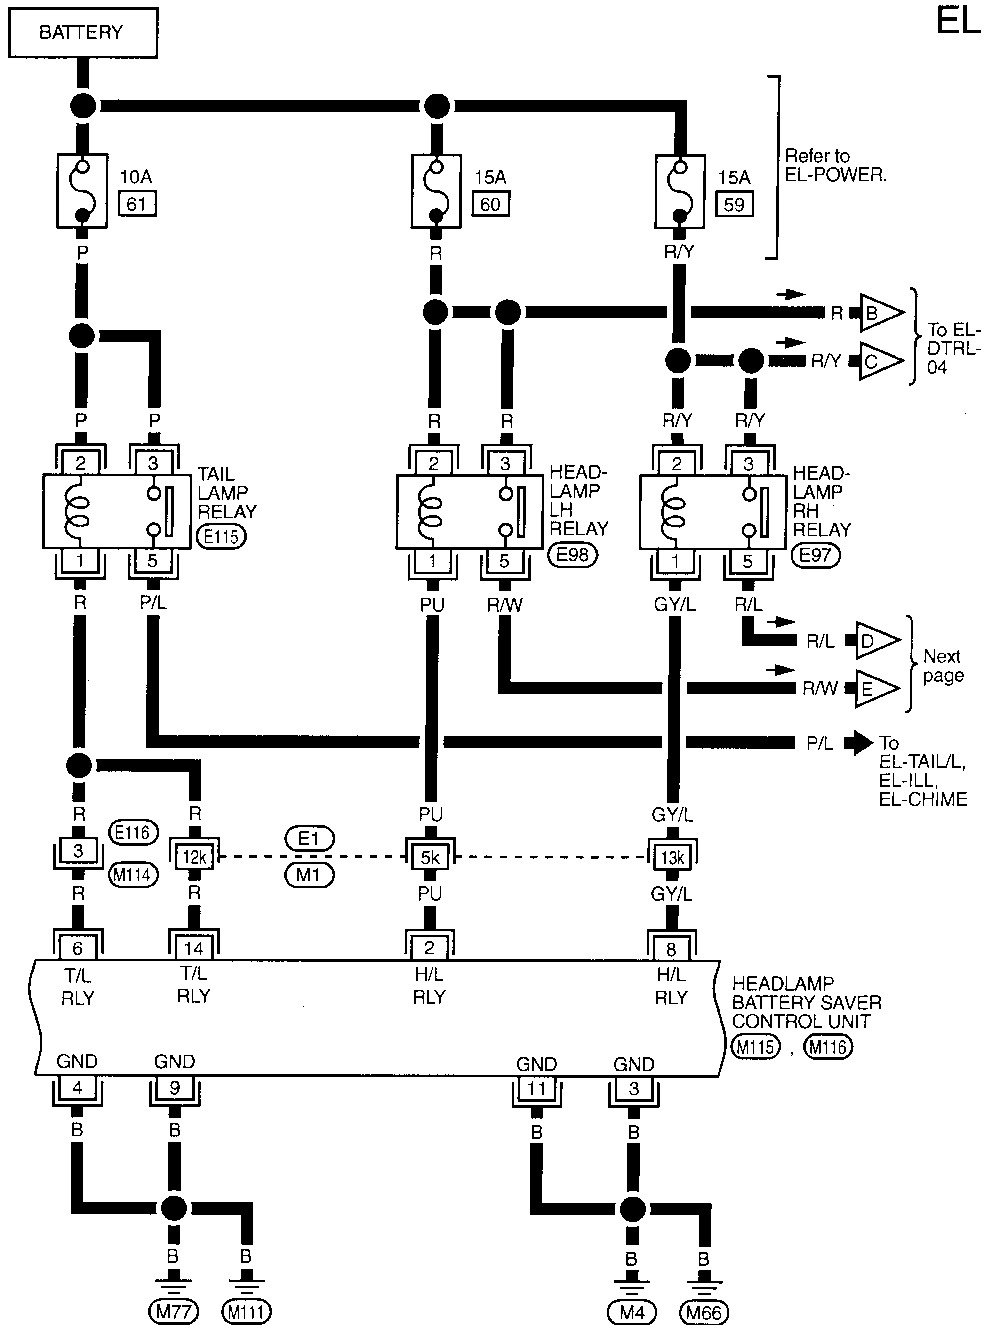 EL
BATTERY
10A
61
15A
60
15A
59
Refer to
EL-POWER.
P
R
R/Y
R
B
R/Y
C
To EL-
DTRL-
04
P
P
R
R
R/Y
R/Y
2
3
2
3
2
3
TAIL
LAMP
RELAY
E115
HEAD-
LAMP
LH
RELAY
E98
HEAD-
LAMP
RH
RELAY
E97
1
5
1
5
1
5
R
P/L
PU
R/W
GY/L
R/L
R/L
D
R/W
E
Next
page
P/L
To
EL-TAIL/L,
EL-ILL,
EL-CHIME
R
R
PU
GY/L
3
E116
M114
12k
E1
M1
5k
13k
R
R
PU
GY/L
6
14
2
8
T/L
RLY
T/L
RLY
H/L
RLY
H/L
RLY
HEADLAMP
BATTERY SAVER
CONTROL UNIT
M115 , M116
GND
GND
GND
GND
4
9
11
3
B
B
B
B
B
B
B
B
M77
M111
M4
M66